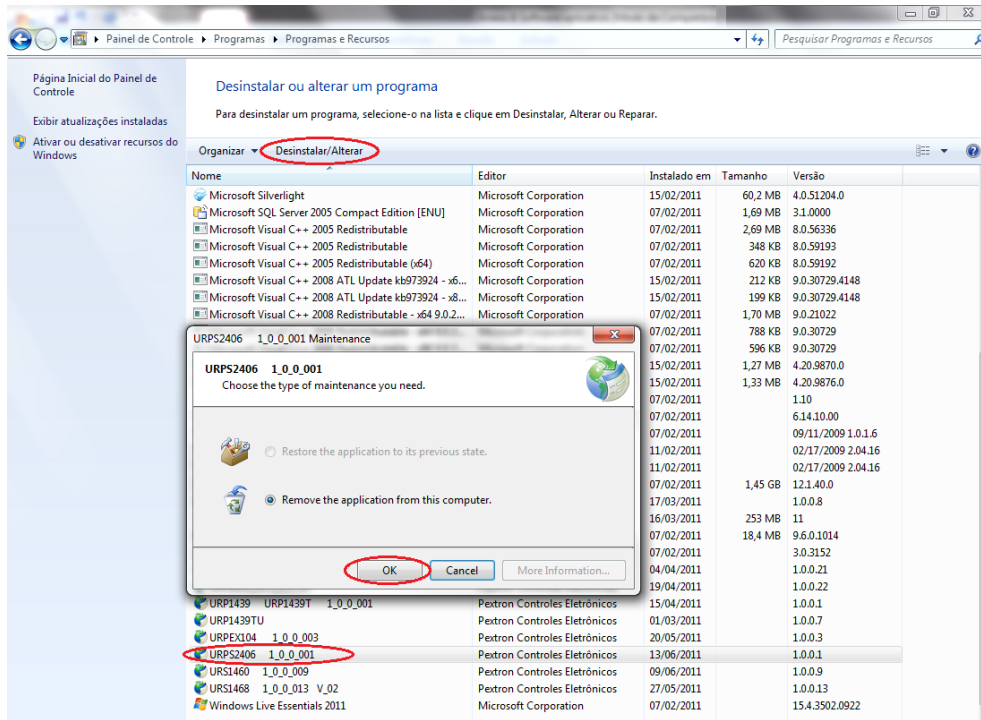 Painel de Controle ▸ Programas ▸ Programas e Recursos
Pesquisar Programas e Recursos
Página Inicial do Painel de Controle
Exibir atualizações instaladas
Ativar ou desativar recursos do Windows
Desinstalar ou alterar um programa
Para desinstalar um programa, selecione-o na lista e clique em Desinstalar, Alterar ou Reparar.
Organizar Desinstalar/Alterar
Nome Editor Instalado em Tamanho Versão
Microsoft Silverlight Microsoft Corporation 15/02/2011 60,2 MB 4.0.51204.0
Microsoft SQL Server 2005 Compact Edition [ENU] Microsoft Corporation 07/02/2011 1,69 MB 3.1.0000
Microsoft Visual C++ 2005 Redistributable Microsoft Corporation 07/02/2011 2,69 MB 8.0.56336
Microsoft Visual C++ 2005 Redistributable Microsoft Corporation 07/02/2011 348 KB 8.0.59193
Microsoft Visual C++ 2005 Redistributable (x64) Microsoft Corporation 07/02/2011 620 KB 8.0.59192
Microsoft Visual C++ 2008 ATL Update kb973924 - x6... Microsoft Corporation 15/02/2011 212 KB 9.0.30729.4148
Microsoft Visual C++ 2008 ATL Update kb973924 - x8... Microsoft Corporation 15/02/2011 199 KB 9.0.30729.4148
Microsoft Visual C++ 2008 Redistributable - x64 9.0.2... Microsoft Corporation 07/02/2011 1,70 MB 9.0.21022
07/02/2011 788 KB 9.0.30729
07/02/2011 596 KB 9.0.30729
15/02/2011 1,27 MB 4.20.9870.0
15/02/2011 1,33 MB 4.20.9876.0
07/02/2011 1.10
07/02/2011 6.14.10.00
07/02/2011 09/11/2009 1.0.1.6
11/02/2011 02/17/2009 2.04.16
11/02/2011 02/17/2009 2.04.16
07/02/2011 1,45 GB 12.1.40.0
17/03/2011 1.0.0.8
16/03/2011 253 MB 11
07/02/2011 18,4 MB 9.6.0.1014
07/02/2011 3.0.3152
04/04/2011 1.0.0.21
19/04/2011 1.0.0.22
URPS2406 1_0_0_001 Maintenance
URPS2406 1_0_0_001
Choose the type of maintenance you need.
Restore the application to its previous state.
Remove the application from this computer.
OK Cancel More Information...
URP1439 URP1439T 1_0_0_001 Pextron Controles Eletrônicos 15/04/2011 1.0.0.1
URP1439TU Pextron Controles Eletrônicos 01/03/2011 1.0.0.7
URPEX104 1_0_0_003 Pextron Controles Eletrônicos 20/05/2011 1.0.0.3
URPS2406 1_0_0_001 Pextron Controles Eletrônicos 13/06/2011 1.0.0.1
URS1460 1_0_0_009 Pextron Controles Eletrônicos 09/06/2011 1.0.0.9
URS1468 1_0_0_013 V_02 Pextron Controles Eletrônicos 27/05/2011 1.0.0.13
Windows Live Essentials 2011 Microsoft Corporation 07/02/2011 15.4.3502.0922